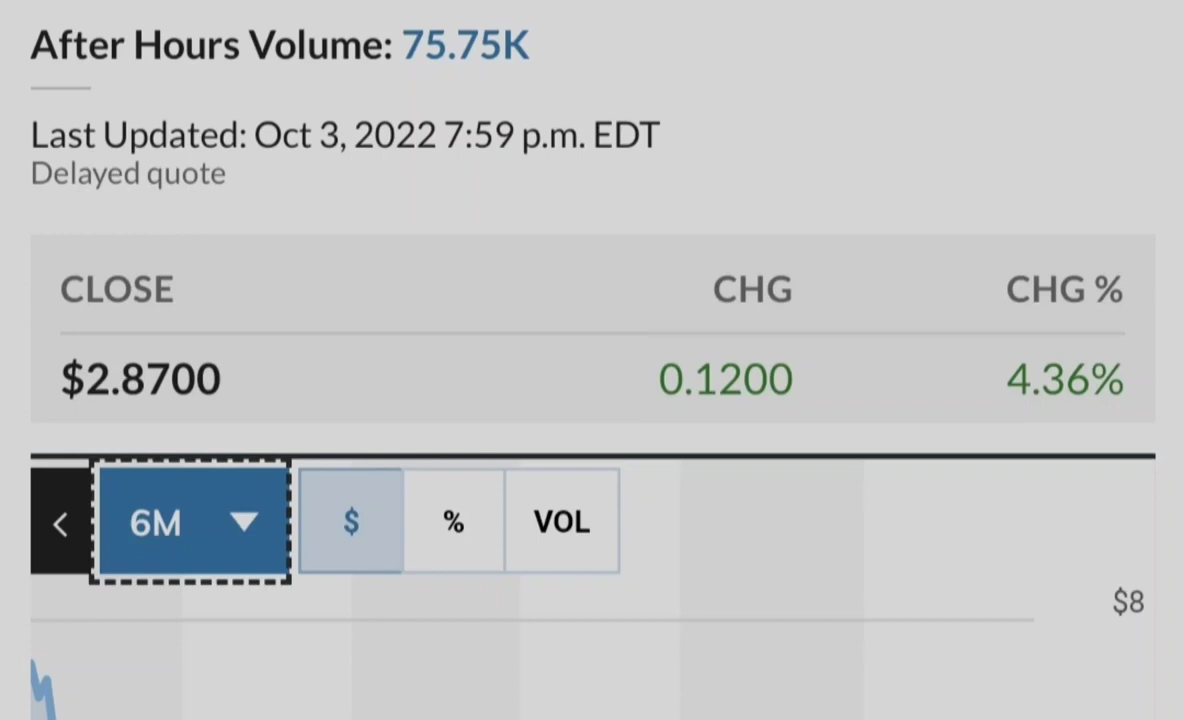 After Hours Volume: 75.75K
Last Updated: Oct 3, 2022 7:59 p.m. EDT
Delayed quote
CLOSE CHG CHG %
$2.8700 0.1200 4.36%
6M $ % VOL
$8